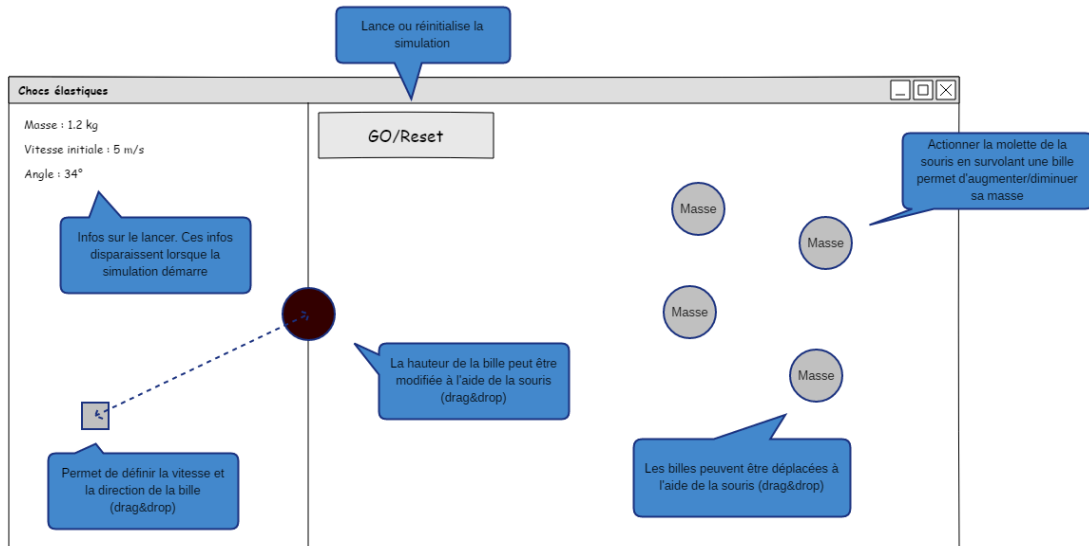 Lance ou réinitialise la
simulation
Chocs élastiques
Masse : 1.2 kg
Vitesse initiale : 5 m/s
Angle : 34°
GO/Reset
Actionner la molette de la
souris en survolant une bille
permet d'augmenter/diminuer
sa masse
Masse
Masse
Infos sur le lancer. Ces infos
disparaissent lorsque la
simulation démarre
Masse
La hauteur de la bille peut être
modifiée à l'aide de la souris
(drag&drop)
Masse
Permet de définir la vitesse et
la direction de la bille
(drag&drop)
Les billes peuvent être déplacées à
l'aide de la souris (drag&drop)